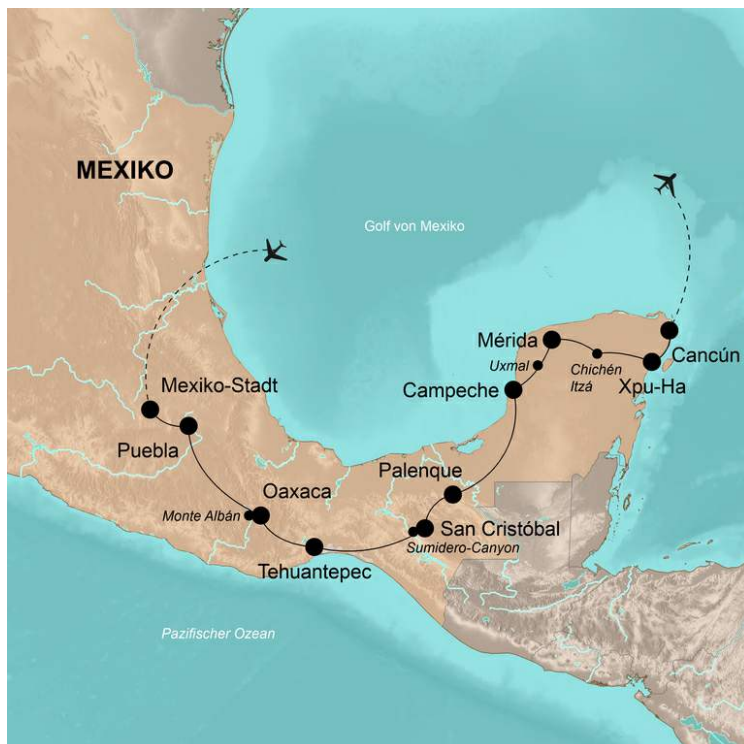 MEXIKO
Golf von Mexiko
Mérida
Cancún
Uxmal
Chichén
Itzá
Xpu-Ha
Campeche
Mexiko-Stadt
Puebla
Palenque
Oaxaca
Monte Albán
San Cristóbal
Sumidero-Canyon
Tehuantepec
Pazifischer Ozean